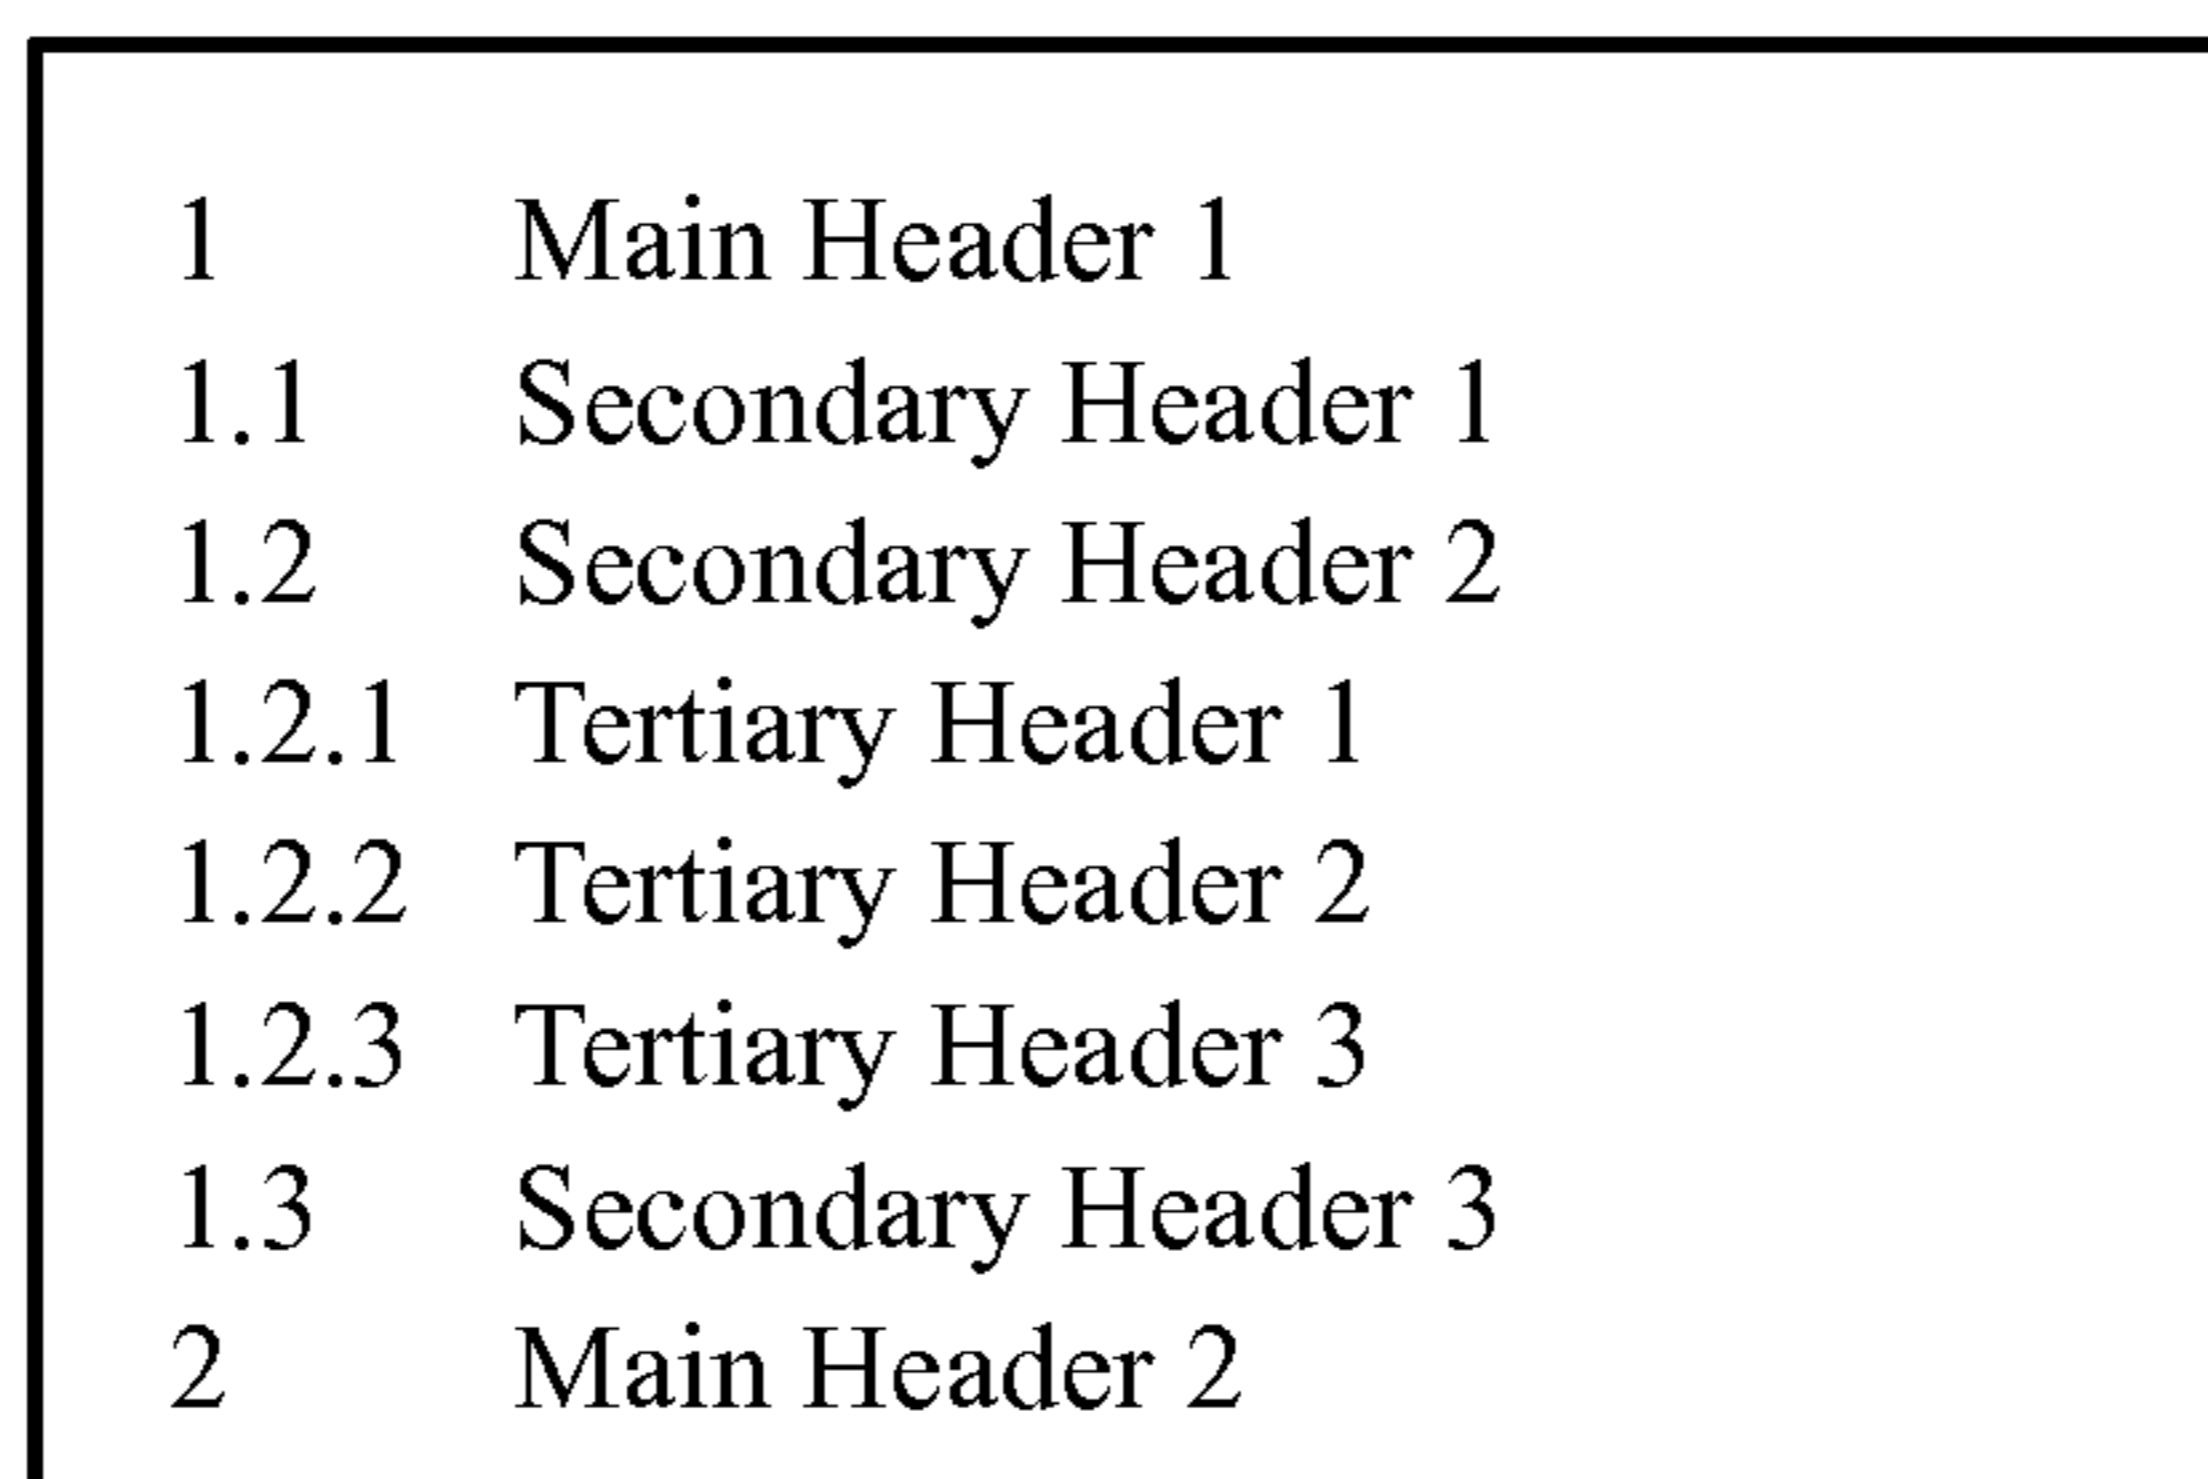 1 Main Header 1
1.1 Secondary Header 1
1.2 Secondary Header 2
1.2.1 Tertiary Header 1
1.2.2 Tertiary Header 2
1.2.3 Tertiary Header 3
1.3 Secondary Header 3
2 Main Header 2